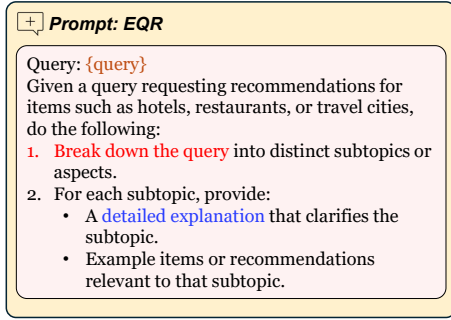 Prompt: EQR
Query: {query}
Given a query requesting recommendations for
items such as hotels, restaurants, or travel cities,
do the following:
1. Break down the query into distinct subtopics or
aspects.
2. For each subtopic, provide:
• A detailed explanation that clarifies the
subtopic.
• Example items or recommendations
relevant to that subtopic.